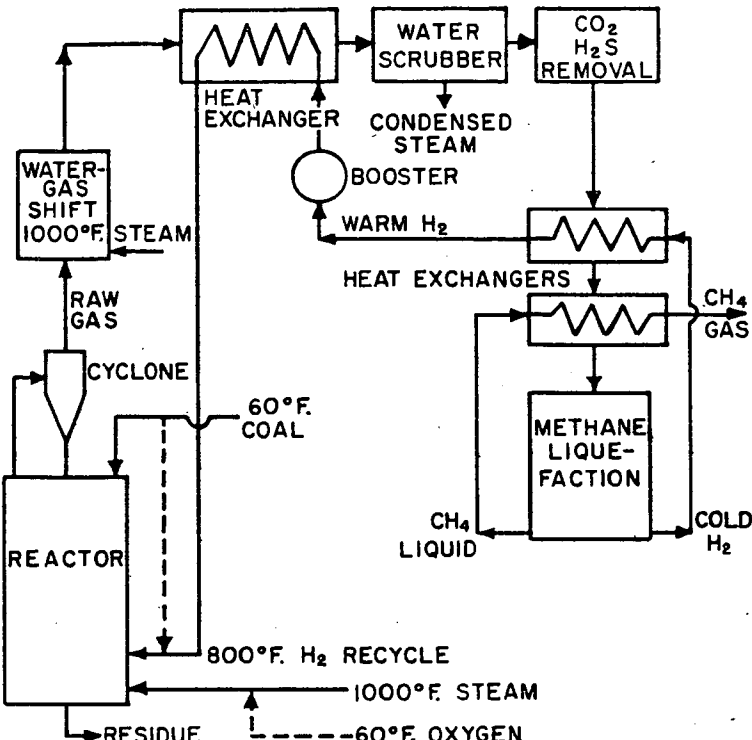 HEAT
EXCHANGER
WATER
SCRUBBER
CO2
H2S
REMOVAL
CONDENSED
STEAM
BOOSTER
WATER-
GAS
SHIFT
1000°F.
STEAM
WARM H2
HEAT EXCHANGERS
CH4
GAS
RAW
GAS
CYCLONE
60°F.
COAL
METHANE
LIQUE-
FACTION
CH4
LIQUID
COLD
H2
REACTOR
800°F. H2 RECYCLE
1000°F. STEAM
RESIDUE
60°F. OXYGEN